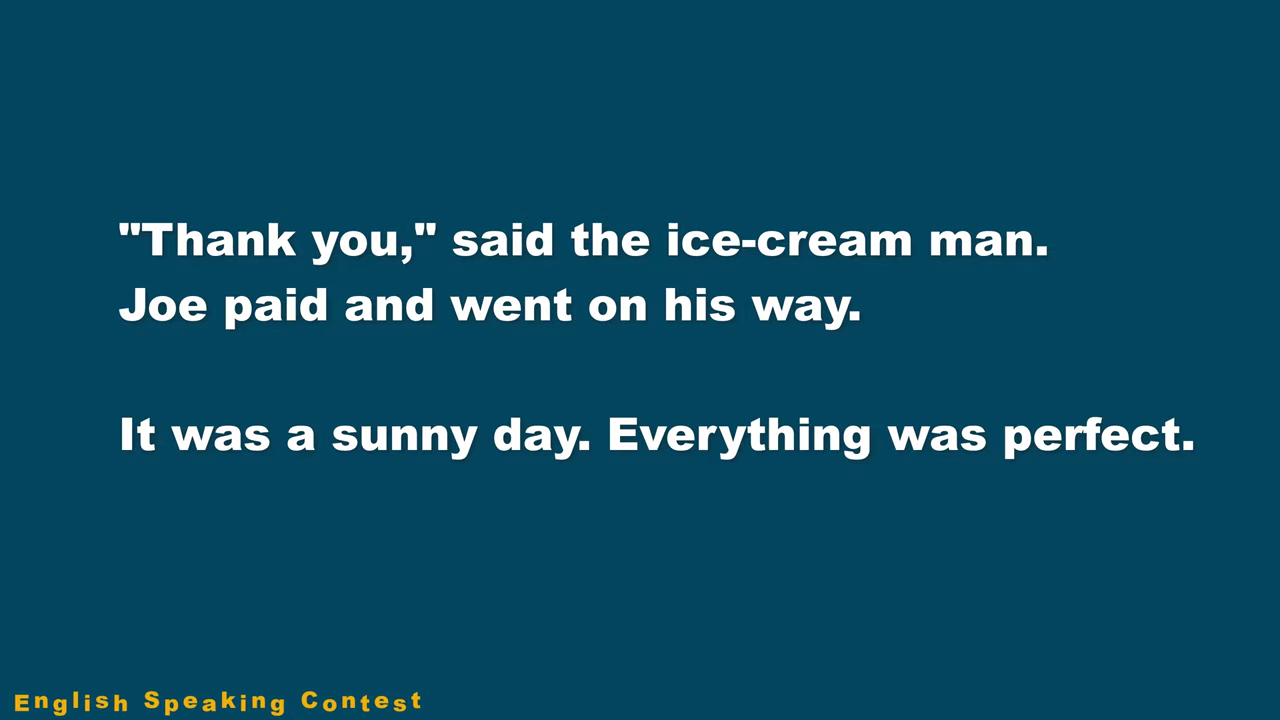 "Thank you," said the ice-cream man.
Joe paid and went on his way.
It was a sunny day. Everything was perfect.
English Speaking Contest